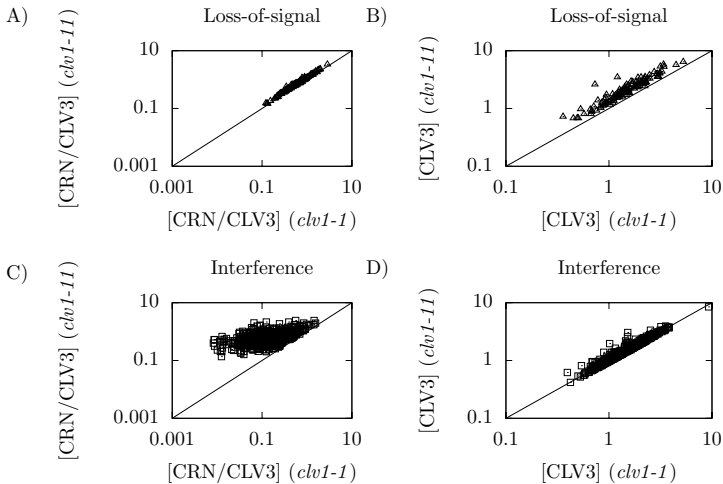 A)
Loss-of-signal
[CRN/CLV3] (clv1-11)
10
0.1
0.001
0.001
0.1
10
[CRN/CLV3] (clv1-1)
B)
Loss-of-signal
[CLV3] (clv1-11)
10
1
0.1
0.1
1
10
[CLV3] (clv1-1)
C)
Interference
[CRN/CLV3] (clv1-11)
10
0.1
0.001
0.001
0.1
10
[CRN/CLV3] (clv1-1)
D)
Interference
[CLV3] (clv1-11)
10
1
0.1
0.1
1
10
[CLV3] (clv1-1)